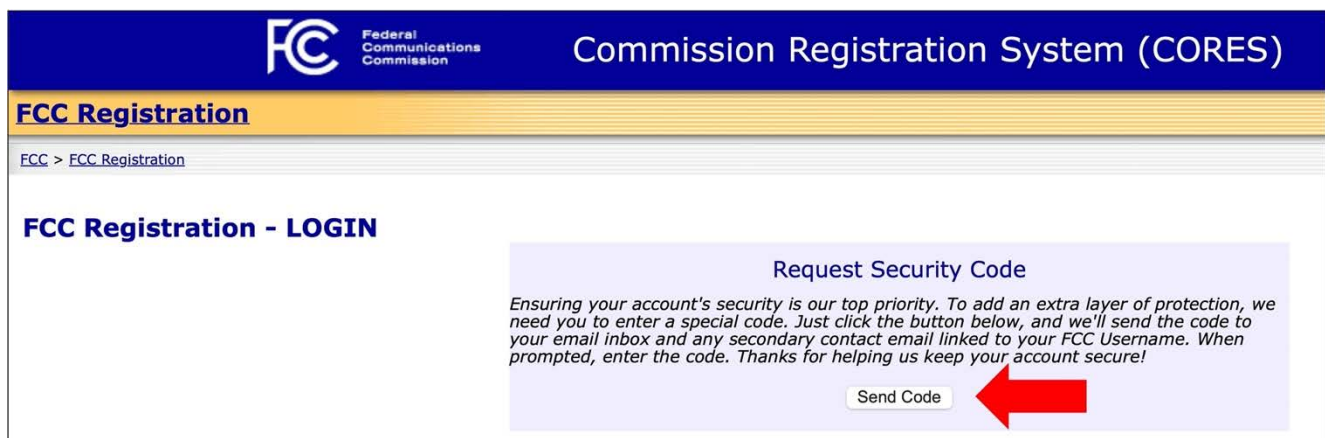 FCC
Federal
Communications
Commission
Commission Registration System (CORES)
FCC Registration
FCC > FCC Registration
FCC Registration - LOGIN
Request Security Code
Ensuring your account's security is our top priority. To add an extra layer of protection, we
need you to enter a special code. Just click the button below, and we'll send the code to
your email inbox and any secondary contact email linked to your FCC Username. When
prompted, enter the code. Thanks for helping us keep your account secure!
Send Code